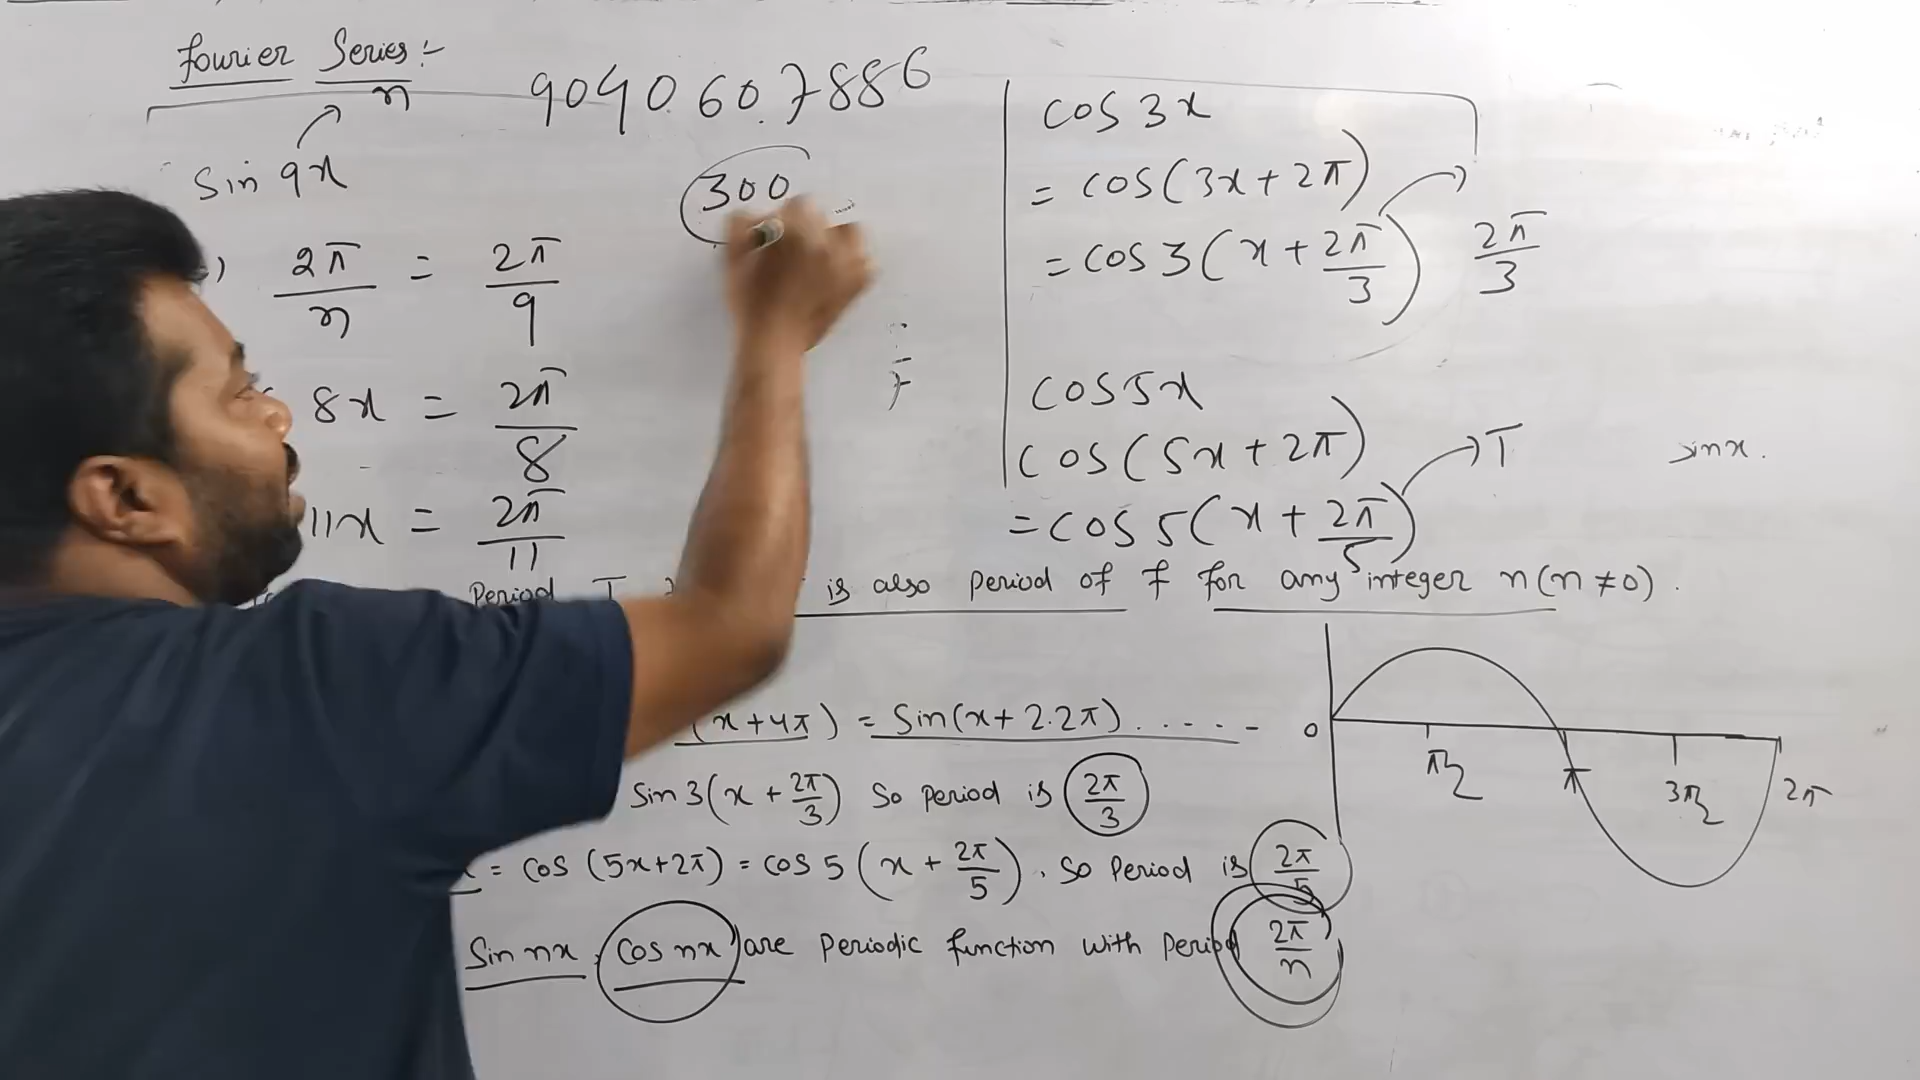 Fourier Series :-
n
9040.60.7886
Sin 9x
300
2π/n = 2π/9
8x = 2π/8
11x = 2π/11
cos 3x
= cos(3x + 2π)
= cos 3(x + 2π/3) 2π/3
cos 5x
cos(5x + 2π) T
= cos 5(x + 2π/5)
sinx.
Period T is also period of f for any integer n (n ≠ 0).
(x+4π) = Sin(x+2.2π). . . . . -
Sin 3(x + 2π/3) So period is 2π/3
= cos (5x+2π) = cos 5 (x + 2π/5). So Period is 2π/5
Sin nx, cos nx are Periodic function with Period 2π/n
0 π/2 π 3π/2 2π